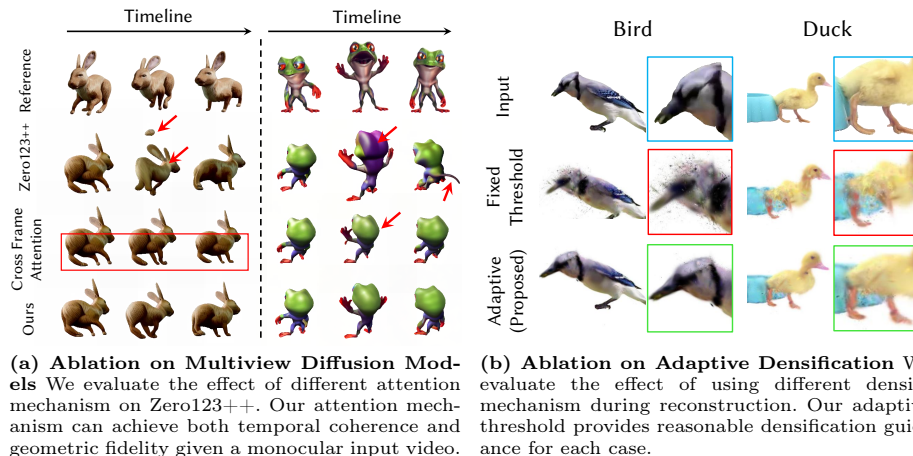 Timeline
Timeline
Reference
Zero123++
Cross Frame
Attention
Ours
(a) Ablation on Multiview Diffusion Mod-
els We evaluate the effect of different attention
mechanism on Zero123++. Our attention mech-
anism can achieve both temporal coherence and
geometric fidelity given a monocular input video.
Bird
Duck
Input
Fixed
Threshold
Adaptive
(Proposed)
(b) Ablation on Adaptive Densification
evaluate the effect of using different
mechanism during reconstruction. Our
threshold provides reasonable densification
ance for each case.